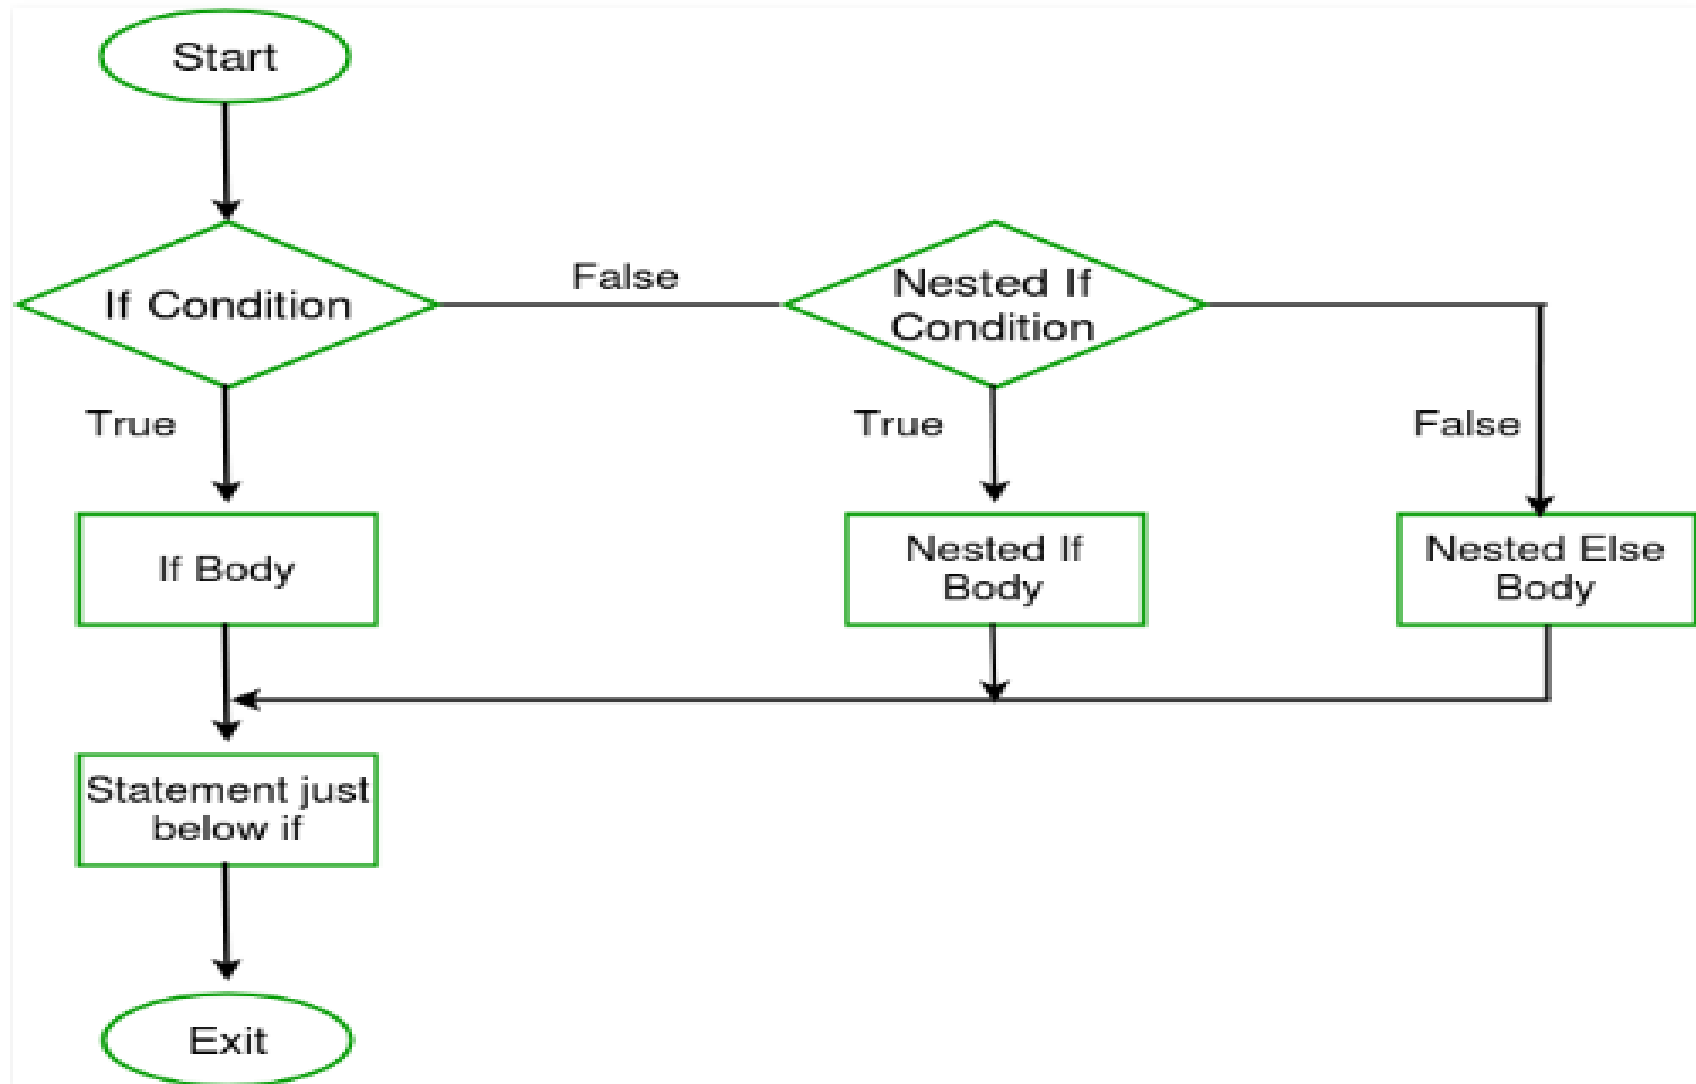 Start
If Condition
False
Nested If
Condition
True
True
False
If Body
Nested If
Body
Nested Else
Body
Statement just
below if
Exit